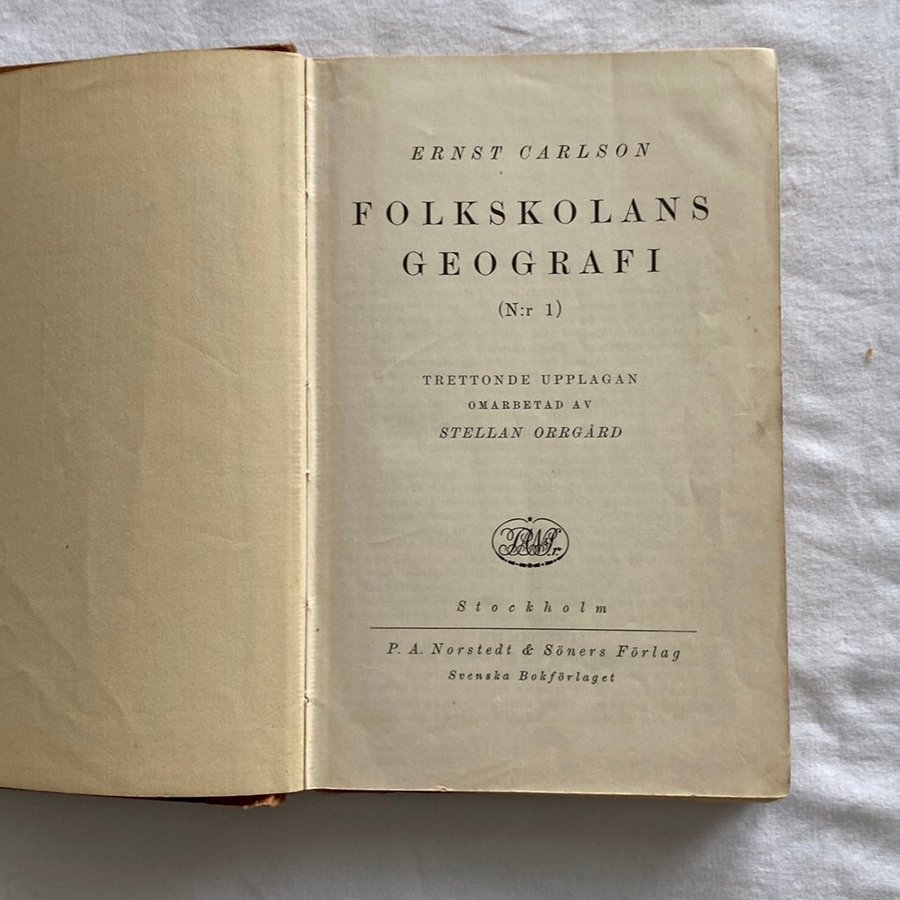 ERNST CARLSON
FOLKSKOLANS
GEOGRAFI
(N:r 1)
TRETTONDE UPPLAGAN
OMARBETAD AV
STELLAN ORRGÅRD
Stockholm
P. A. Norstedt & Söners Förlag
Svenska Bokförlaget